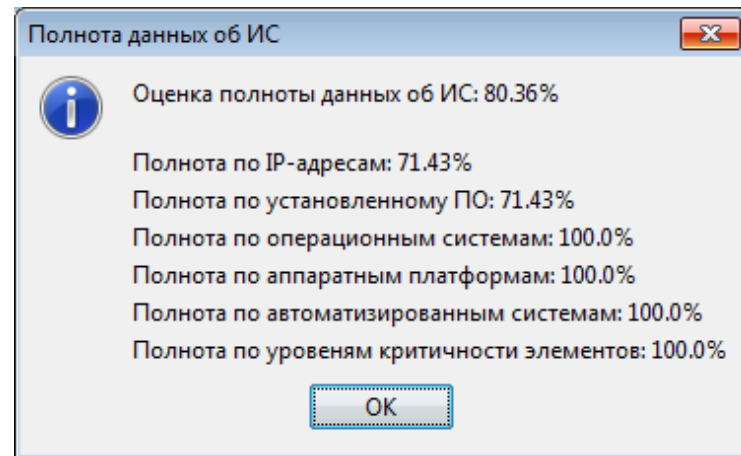 Полнота данных об ИС
Оценка полноты данных об ИС: 80.36%
Полнота по IP-адресам: 71.43%
Полнота по установленному ПО: 71.43%
Полнота по операционным системам: 100.0%
Полнота по аппаратным платформам: 100.0%
Полнота по автоматизированным системам: 100.0%
Полнота по уровеням критичности элементов: 100.0%
ОК